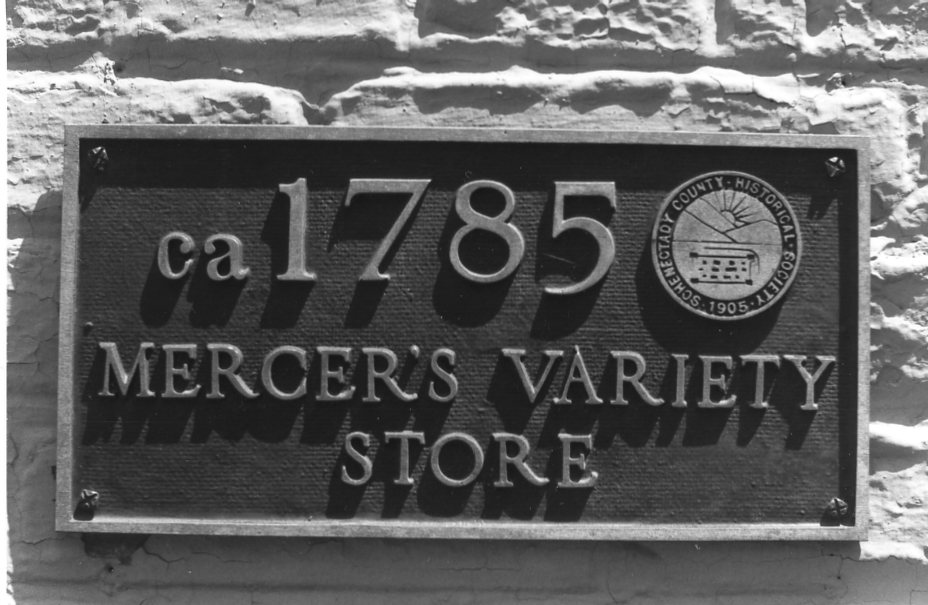 ca 1785
SCHENECTADY COUNTY · HISTORICAL · SOCIETY
· 1905 ·
MERCER'S VARIETY
STORE